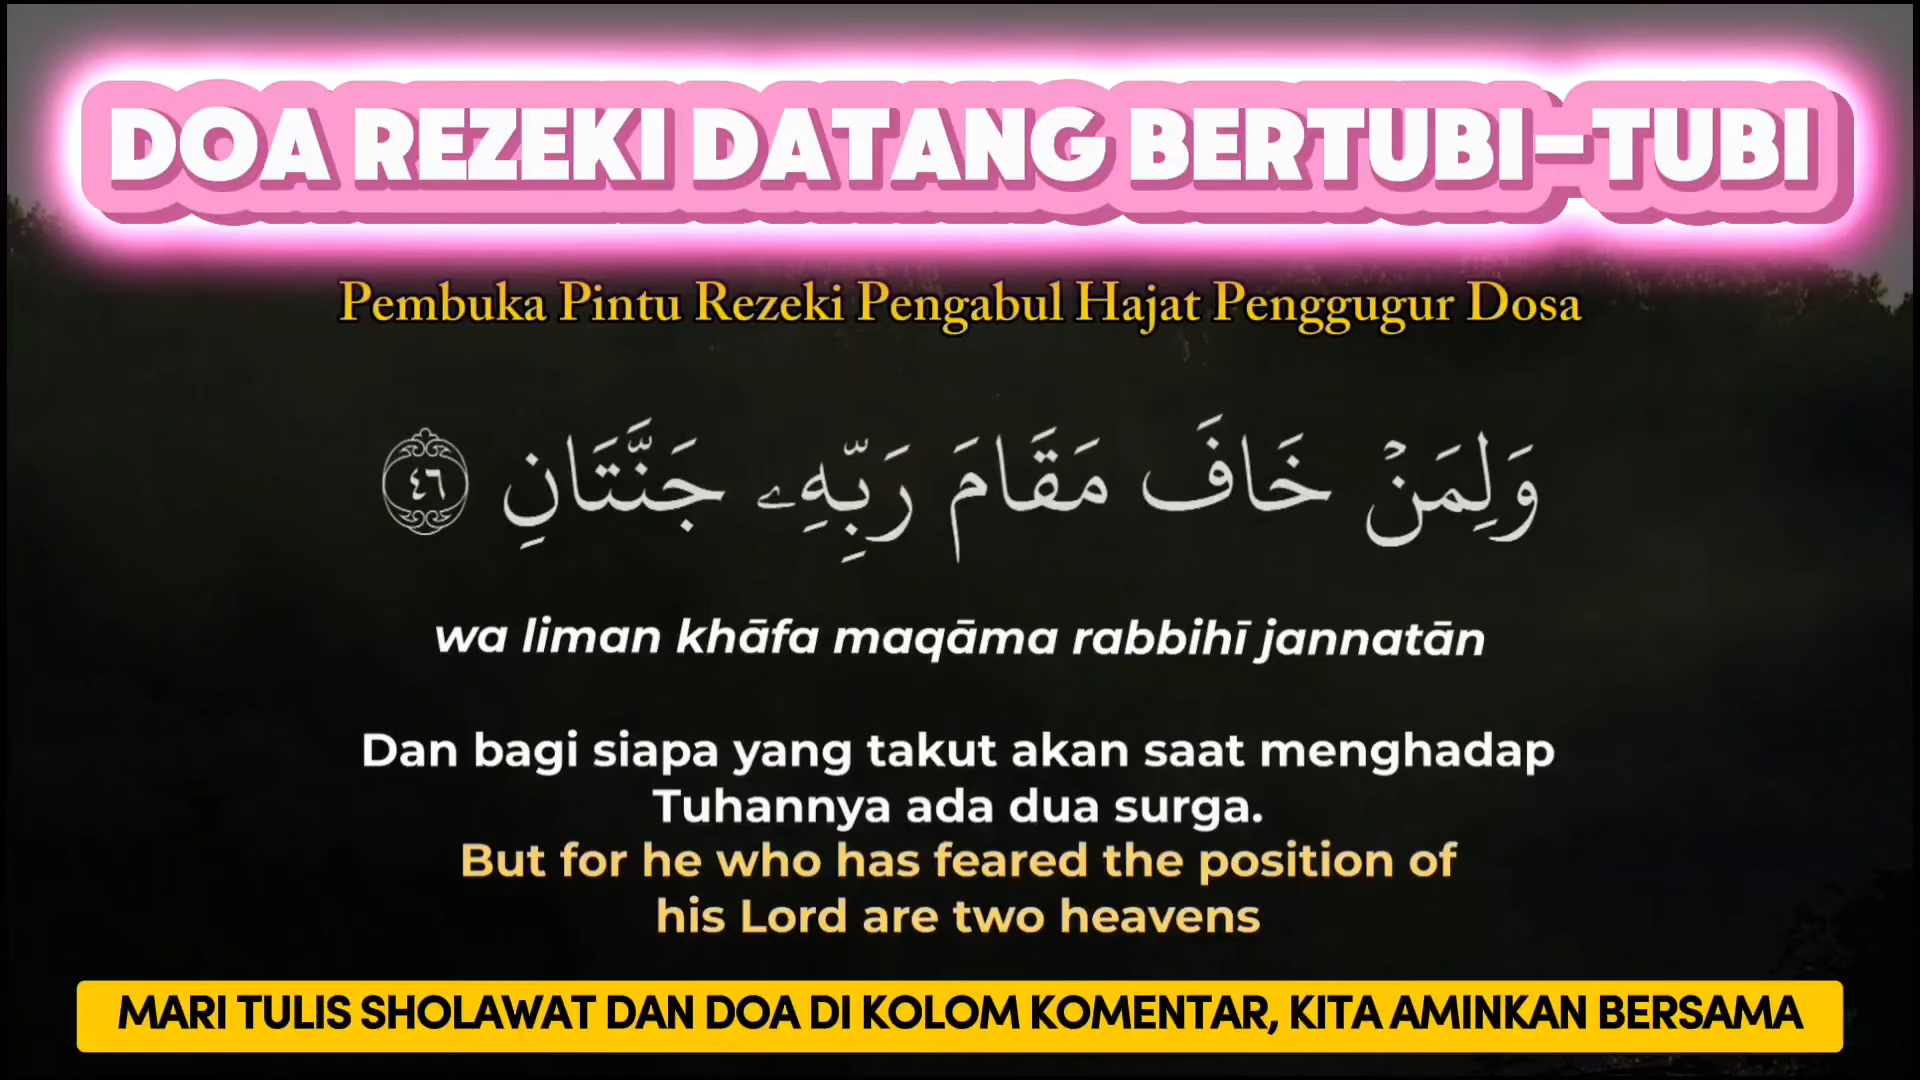 DOA REZEKI DATANG BERTUBI-TUBI
Pembuka Pintu Rezeki Pengabul Hajat Penggugur Dosa
وَلِمَنْ خَافَ مَقَامَ رَبِّهِۦ جَنَّتَانِ ٤٦
wa liman khāfa maqāma rabbihī jannatān
Dan bagi siapa yang takut akan saat menghadap
Tuhannya ada dua surga.
But for he who has feared the position of
his Lord are two heavens
MARI TULIS SHOLAWAT DAN DOA DI KOLOM KOMENTAR, KITA AMINKAN BERSAMA